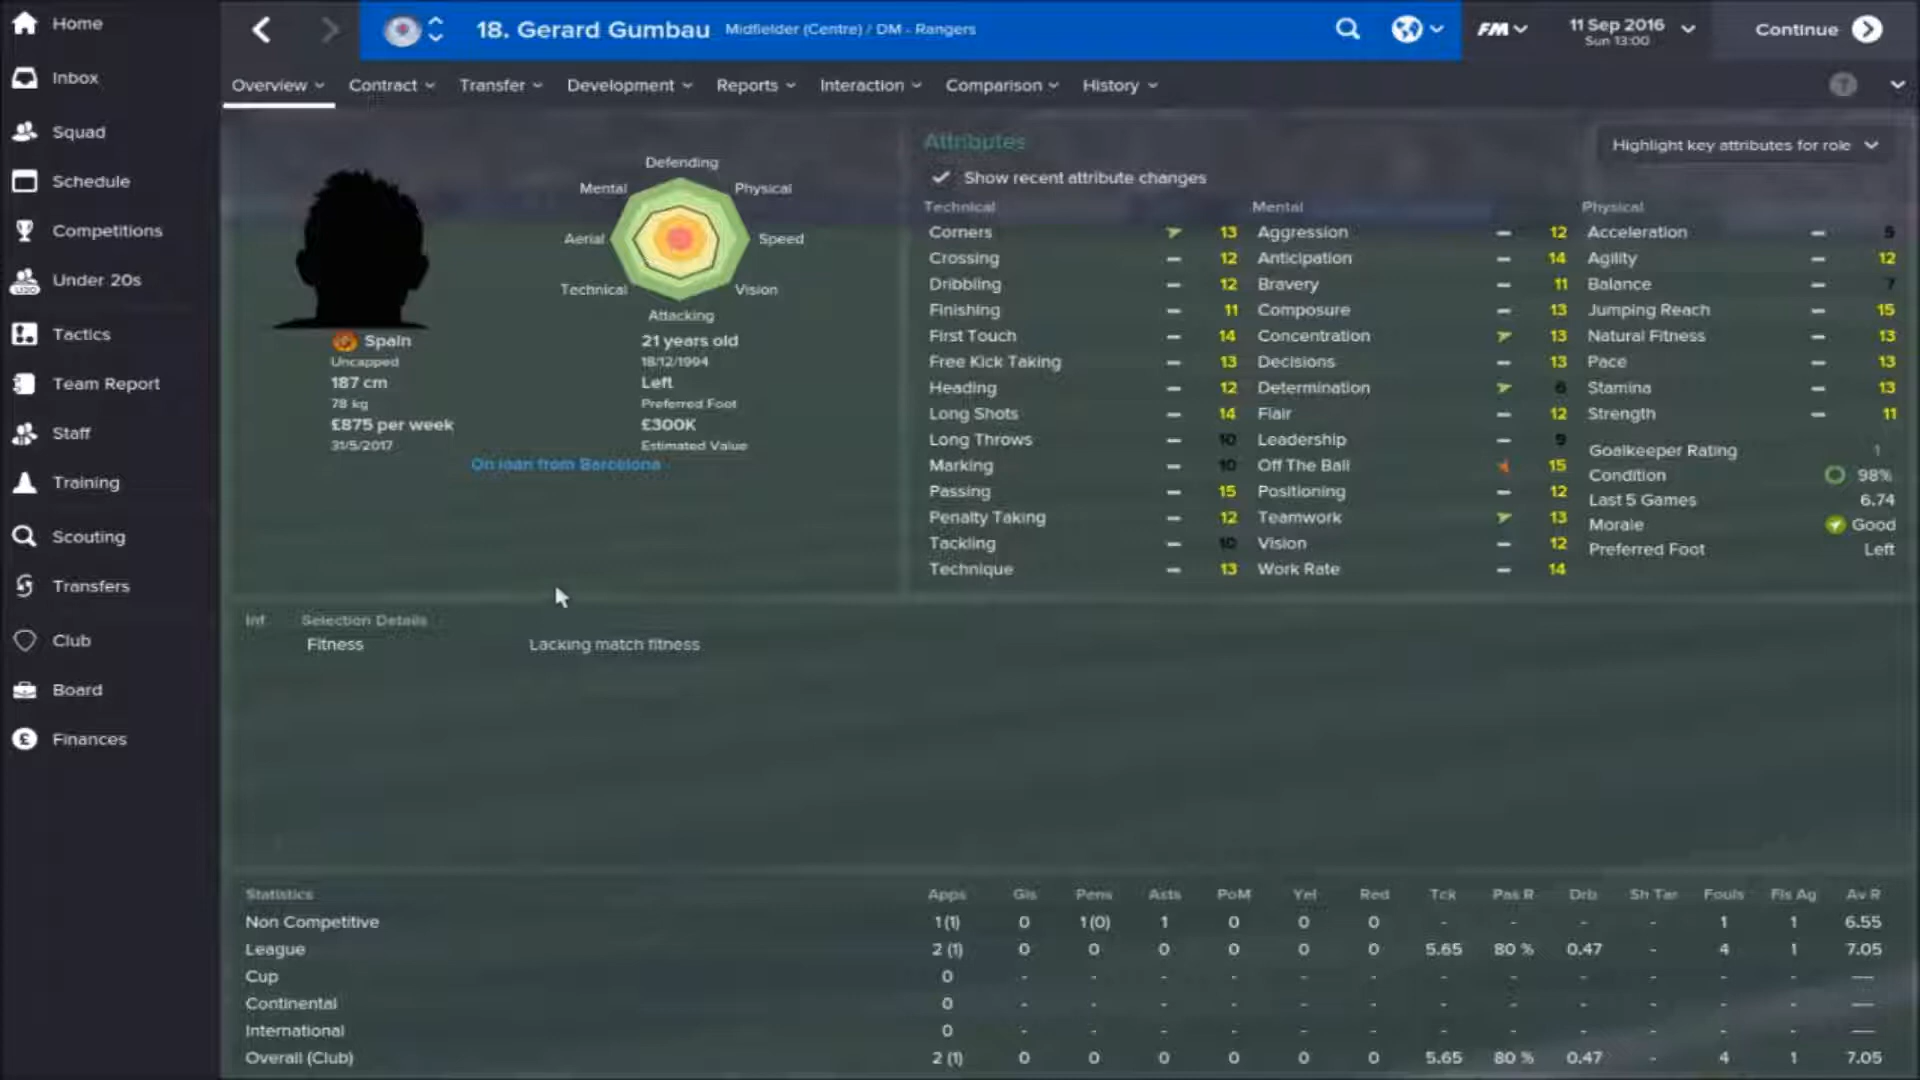 Home
Inbox
Squad
Schedule
Competitions
Under 20s
Tactics
Team Report
Staff
Training
Scouting
Transfers
Club
Board
Finances
18. Gerard Gumbau Midfielder (Centre) / DM - Rangers
FM
11 Sep 2016
Sun 13:00
Continue
Overview Contract Transfer Development Reports Interaction Comparison History
Defending
Mental Physical
Aerial Speed
Technical Vision
Attacking
Spain
Uncapped
187 cm
78 kg
£875 per week
31/5/2017
21 years old
18/12/1994
Left
Preferred Foot
£300K
Estimated Value
On loan from Barcelona
Attributes
Highlight key attributes for role
Show recent attribute changes
Technical
Corners 13
Crossing 12
Dribbling 12
Finishing 11
First Touch 14
Free Kick Taking 13
Heading 12
Long Shots 14
Long Throws 10
Marking 10
Passing 15
Penalty Taking 12
Tackling 10
Technique 13
Mental
Aggression 12
Anticipation 14
Bravery 11
Composure 13
Concentration 13
Decisions 13
Determination
Flair 12
Leadership 9
Off The Ball 15
Positioning 12
Teamwork 13
Vision 12
Work Rate 14
Physical
Acceleration
Agility 12
Balance 7
Jumping Reach 15
Natural Fitness 13
Pace 13
Stamina 13
Strength 11
Goalkeeper Rating 1
Condition 98%
Last 5 Games 6.74
Morale Good
Preferred Foot Left
Inf Selection Details
Fitness Lacking match fitness
Statistics Apps Gls Pens Asts PoM Yel Red Tck Pas R Drb Sh Tar Fouls Fls Ag Av R
Non Competitive 1 (1) 0 1 (0) 1 0 0 0 - - - - 1 1 6.55
League 2 (1) 0 0 0 0 0 0 5.65 80 % 0.47 - 4 1 7.05
Cup 0 - - - - - - - - - - - - —
Continental 0 - - - - - - - - - - - - —
International 0 - - - - - - - - - - - - —
Overall (Club) 2 (1) 0 0 0 0 0 0 5.65 80 % 0.47 - 4 1 7.05